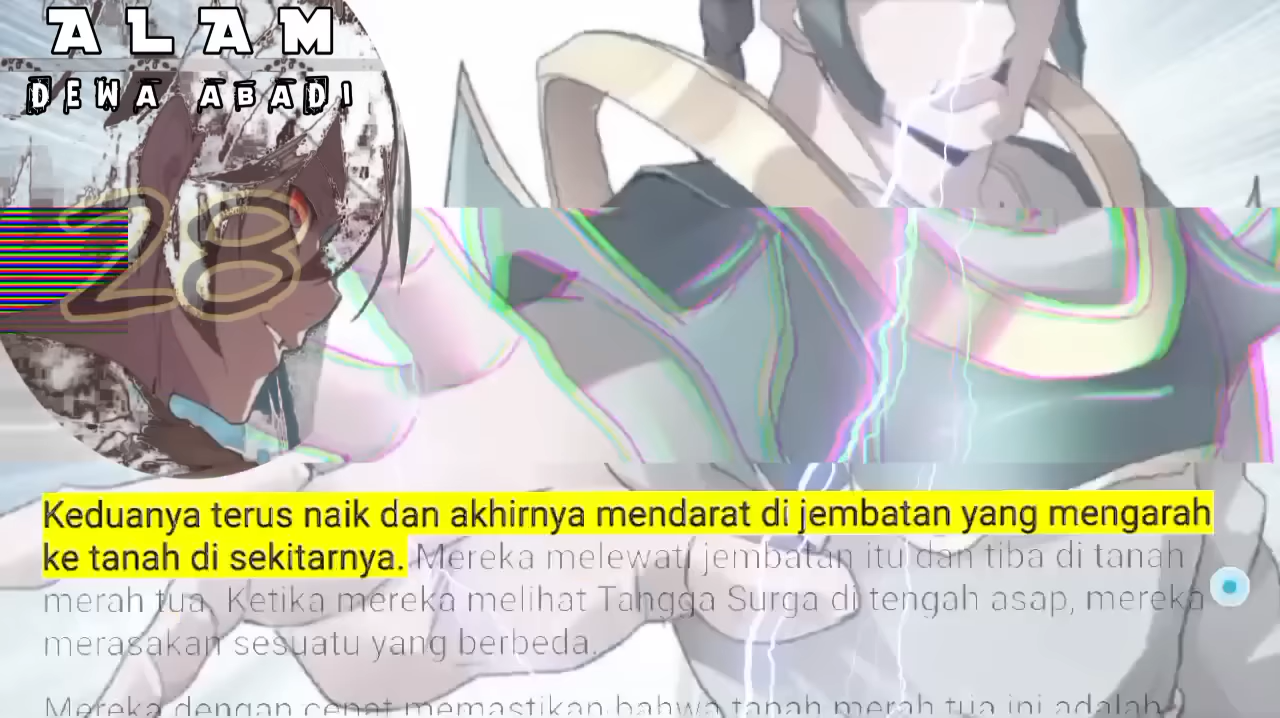 ALAM
DEWA ABADI
28
Keduanya terus naik dan akhirnya mendarat di jembatan yang mengarah
ke tanah di sekitarnya. Mereka melewati jembatan itu dan tiba di tanah
merah tua. Ketika mereka melihat Tangga Surga di tengah asap, mereka
merasakan sesuatu yang berbeda.
Mereka dengan cepat memastikan bahwa tanah merah tua ini adalah